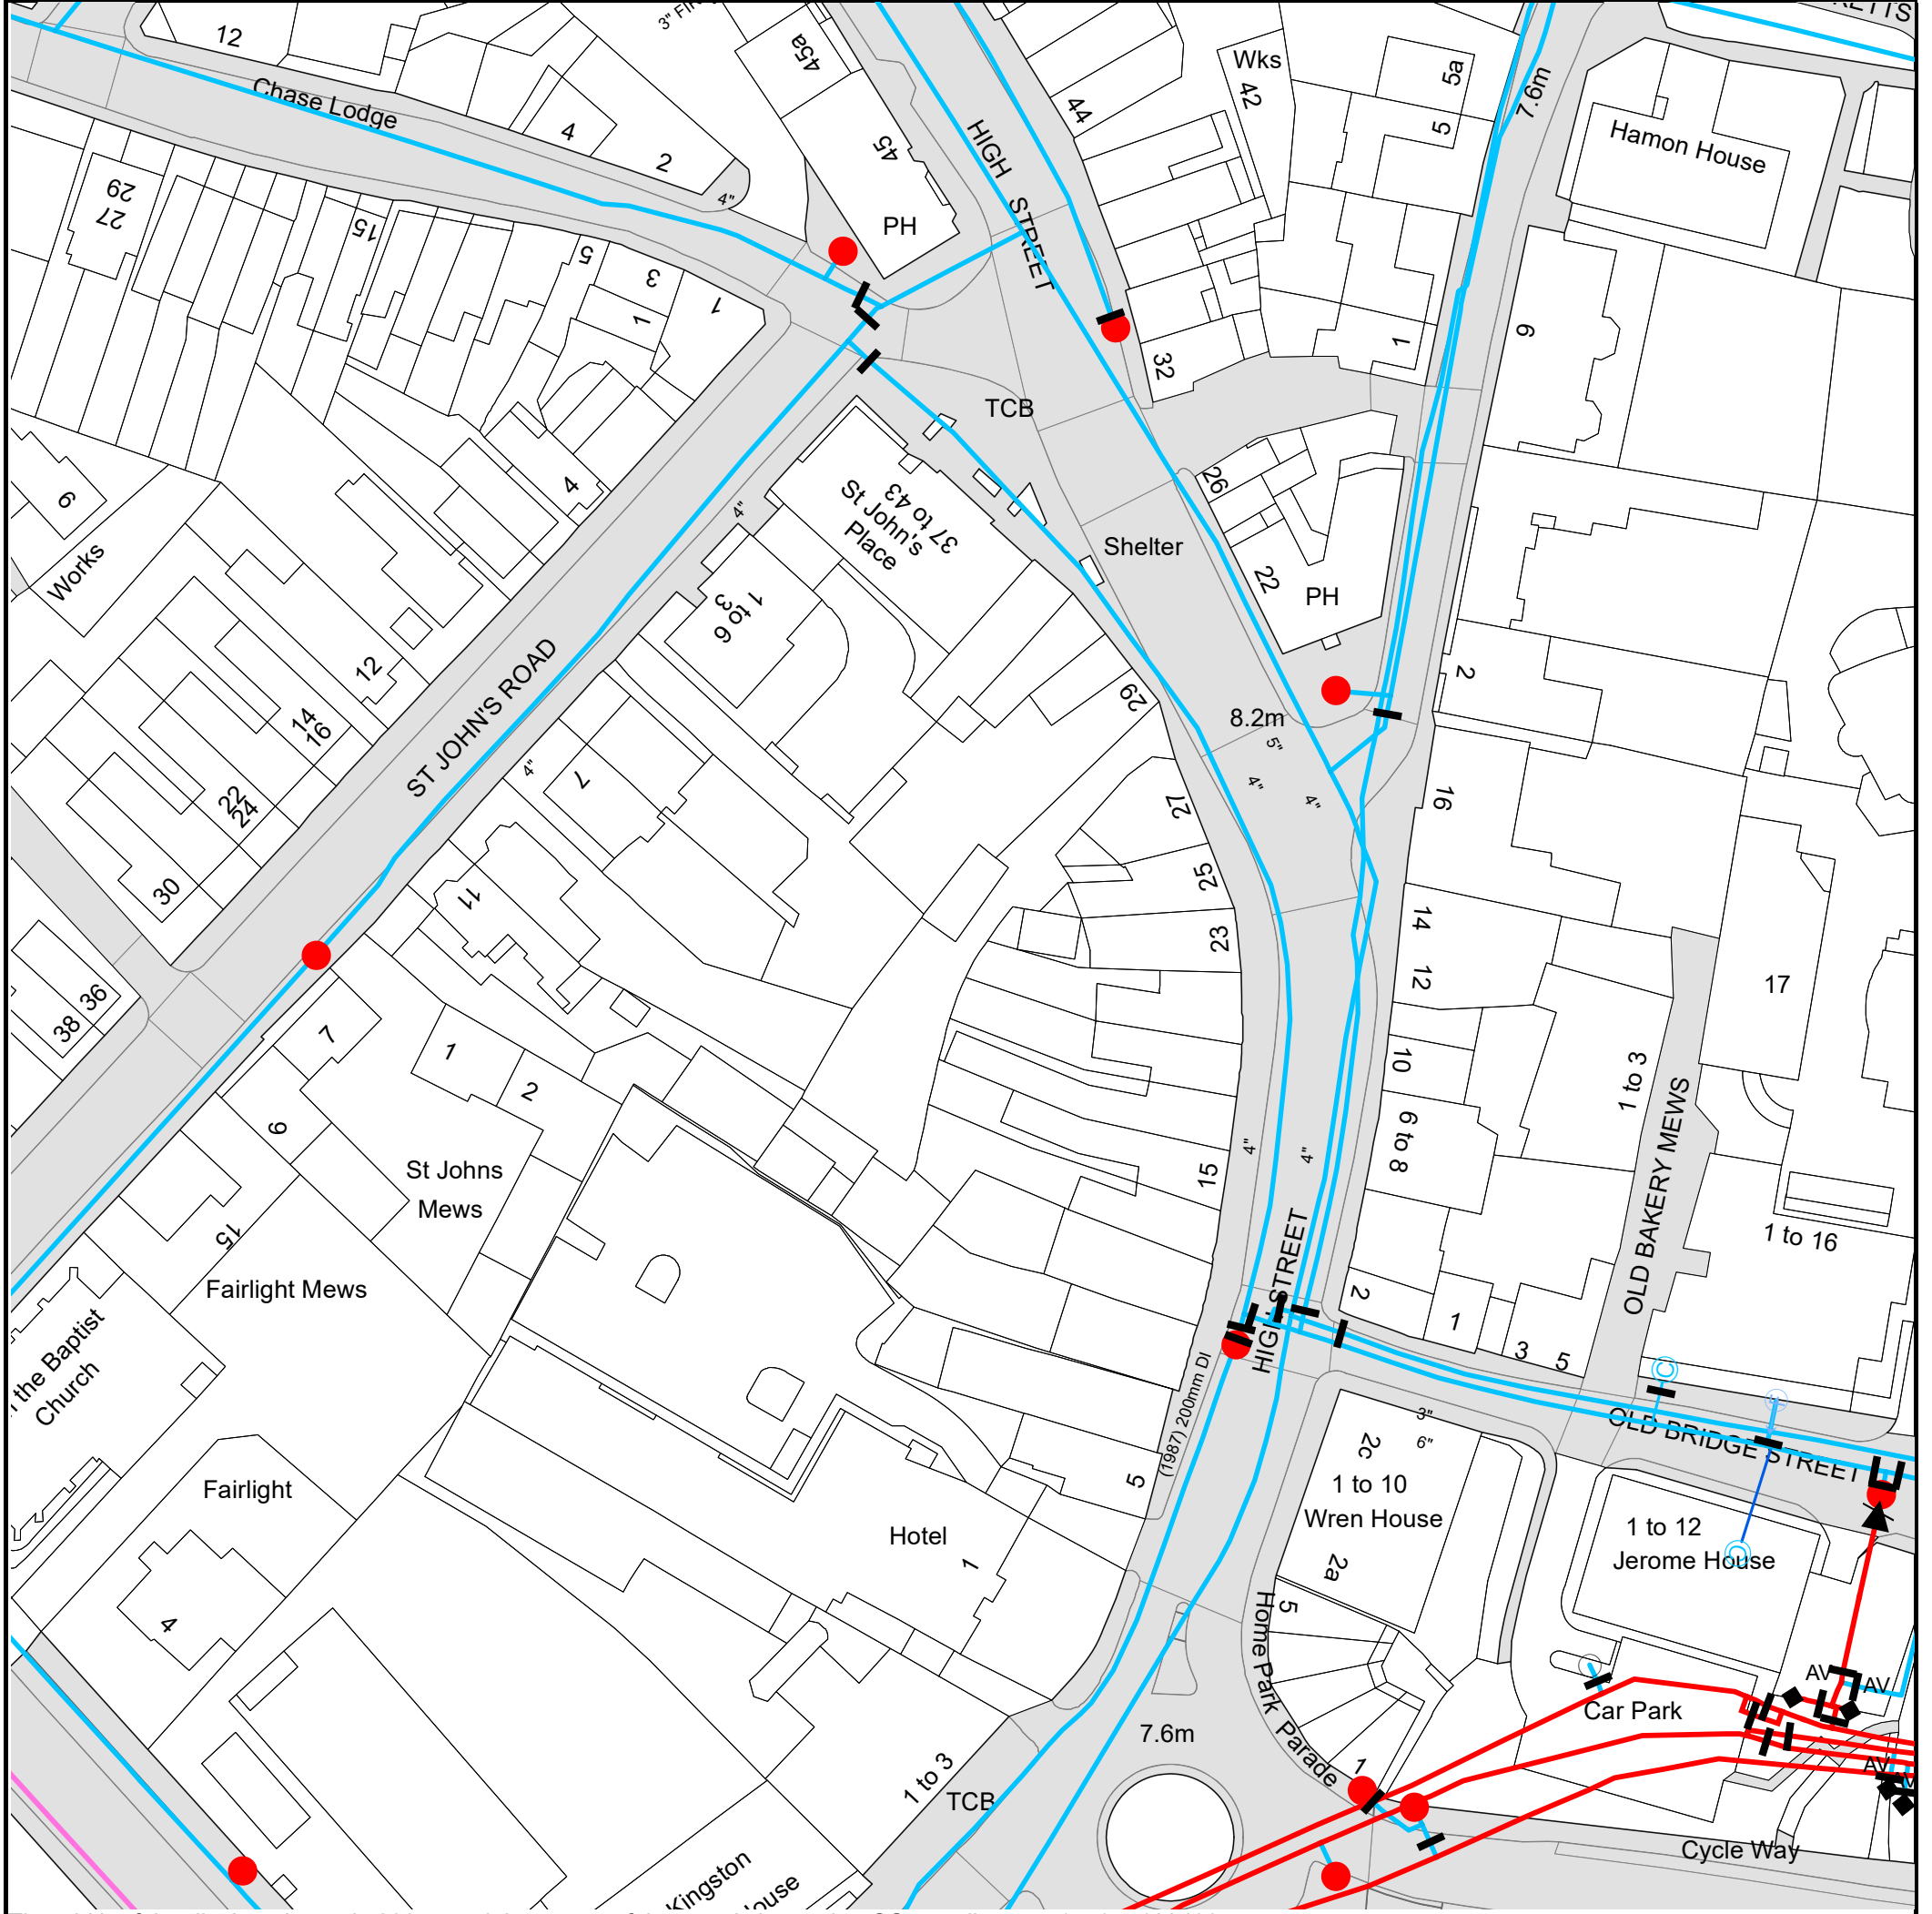 12
Chase Lodge
4
2
4"
45a
45
PH
HIGH
STREET
44
Wks
42
5a
5
7.6m
Hamon House
29
27
15
5
3
1
1
32
1
9
TCB
9
Works
4
4"
37 to 43
St John's
Place
26
Shelter
22
PH
1 to 3
12
14
16
22
24
30
ST JOHN'S ROAD
4"
7
29
8.2m
5"
4"
4"
2
16
27
25
23
14
12
17
11
36
38
7
1
2
9
10
1 to 3
6 to 8
OLD BAKERY MEWS
St Johns
Mews
15
15
4"
4"
1 to 16
Fairlight Mews
HIGH STREET
2
1
3
5
the Baptist
Church
(1987) 200mm DI
5
OLD BRIDGE STREET
3"
6"
2c
1 to 10
Wren House
2a
Fairlight
4
Hotel
1
1 to 12
Jerome House
5
Home Park Parade
1
Car Park
AV
AV
AV
7.6m
1 to 3
TCB
Kingston
Cycle Way